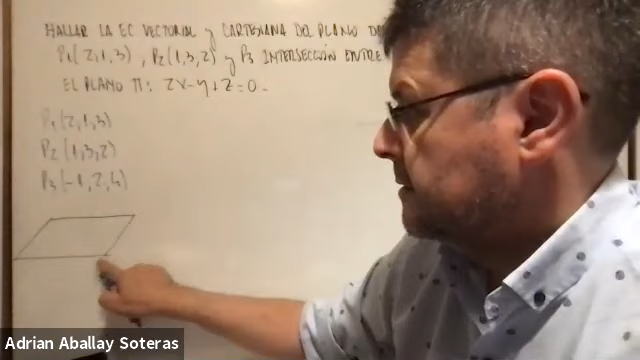 HALLAR LA EC VECTORIAL y CARTESIANA DEL PLANO
P1(2,1,3), P2(1,3,2) y P3 INTERSECCIÓN ENTRE
EL PLANO Π: 2x-y+z=0.
P1(2,1,3)
P2(1,3,2)
P3(-1,2,4)
Adrian Aballay Soteras